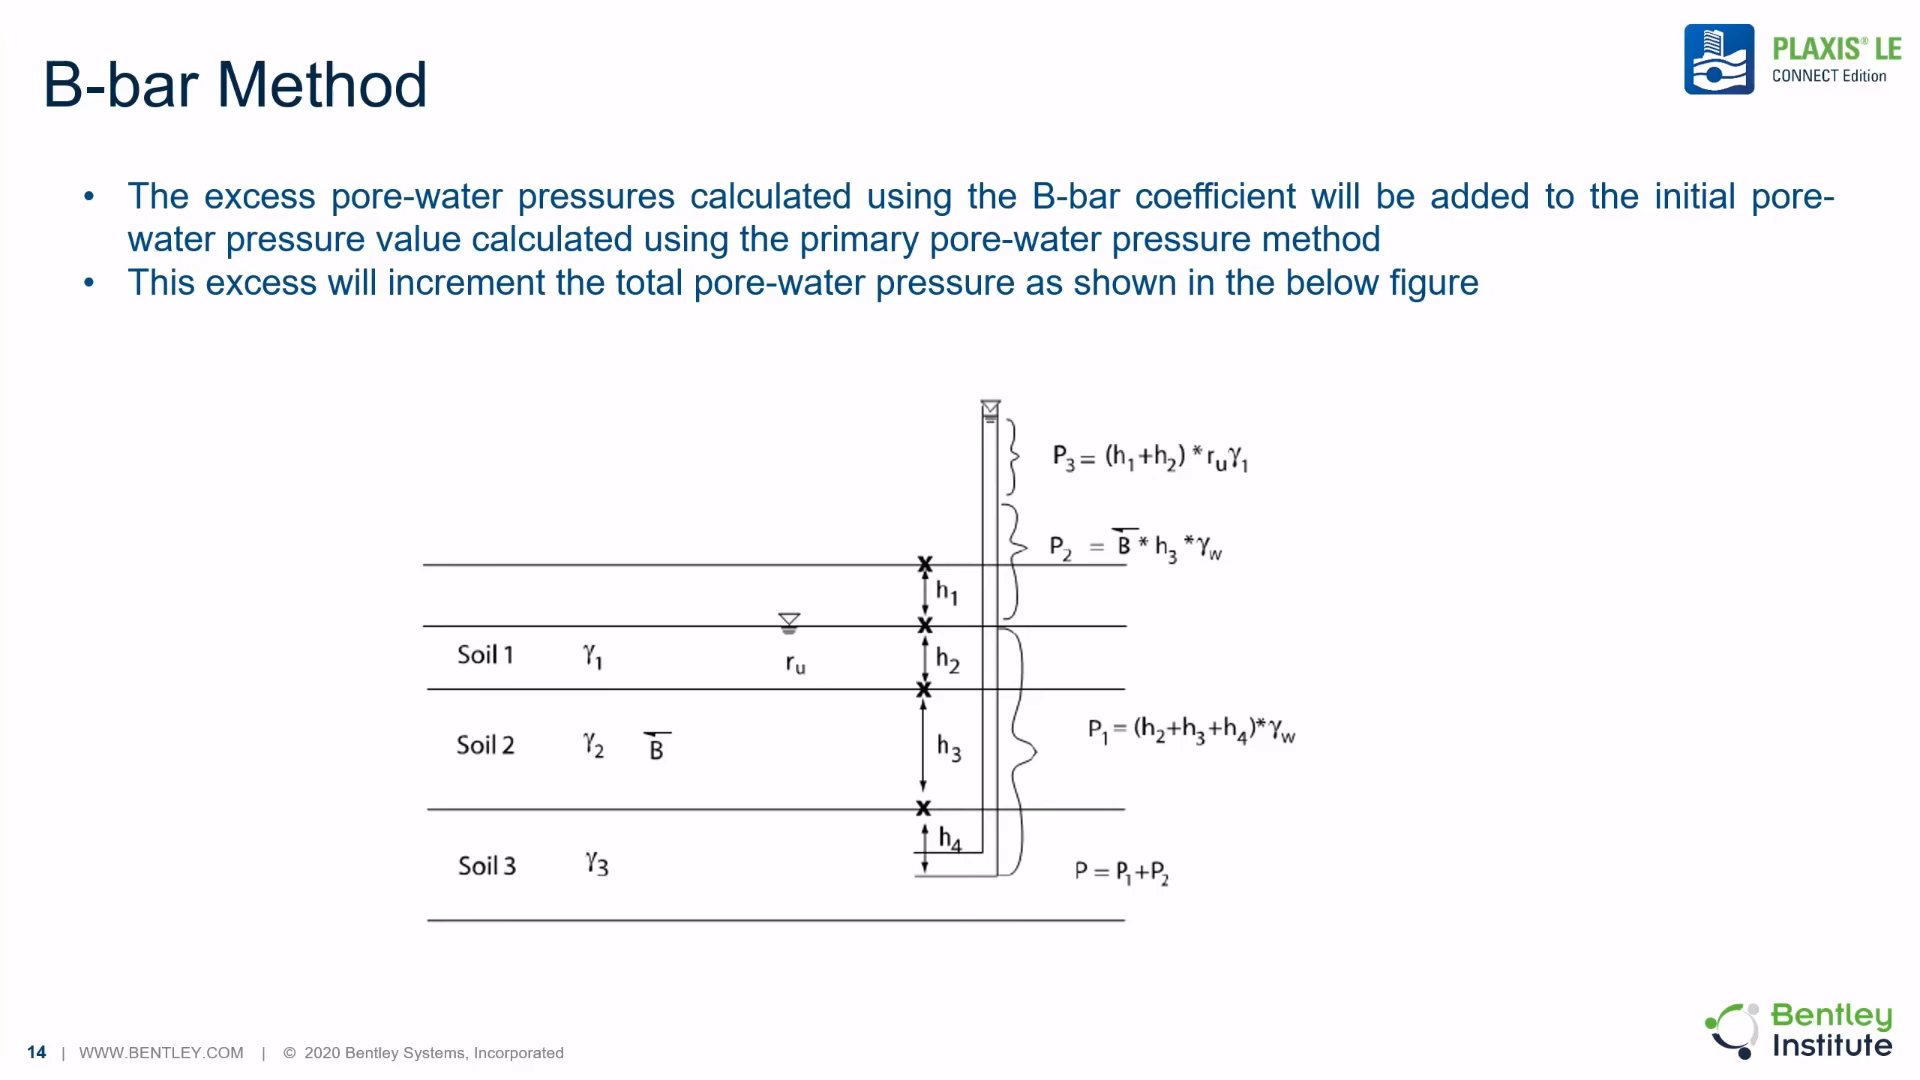 B-bar Method
PLAXIS® LE
CONNECT Edition
• The excess pore-water pressures calculated using the B-bar coefficient will be added to the initial pore-
water pressure value calculated using the primary pore-water pressure method
• This excess will increment the total pore-water pressure as shown in the below figure
P₃ = (h₁+h₂) * rᵤγ₁
P₂ = B̅ * h₃ * γw
h₁
Soil 1 γ₁ rᵤ h₂
P₁ = (h₂+h₃+h₄)*γw
Soil 2 γ₂ B̅ h₃
h₄
Soil 3 γ₃
P = P₁+P₂
Bentley
Institute
14 | WWW.BENTLEY.COM | © 2020 Bentley Systems, Incorporated